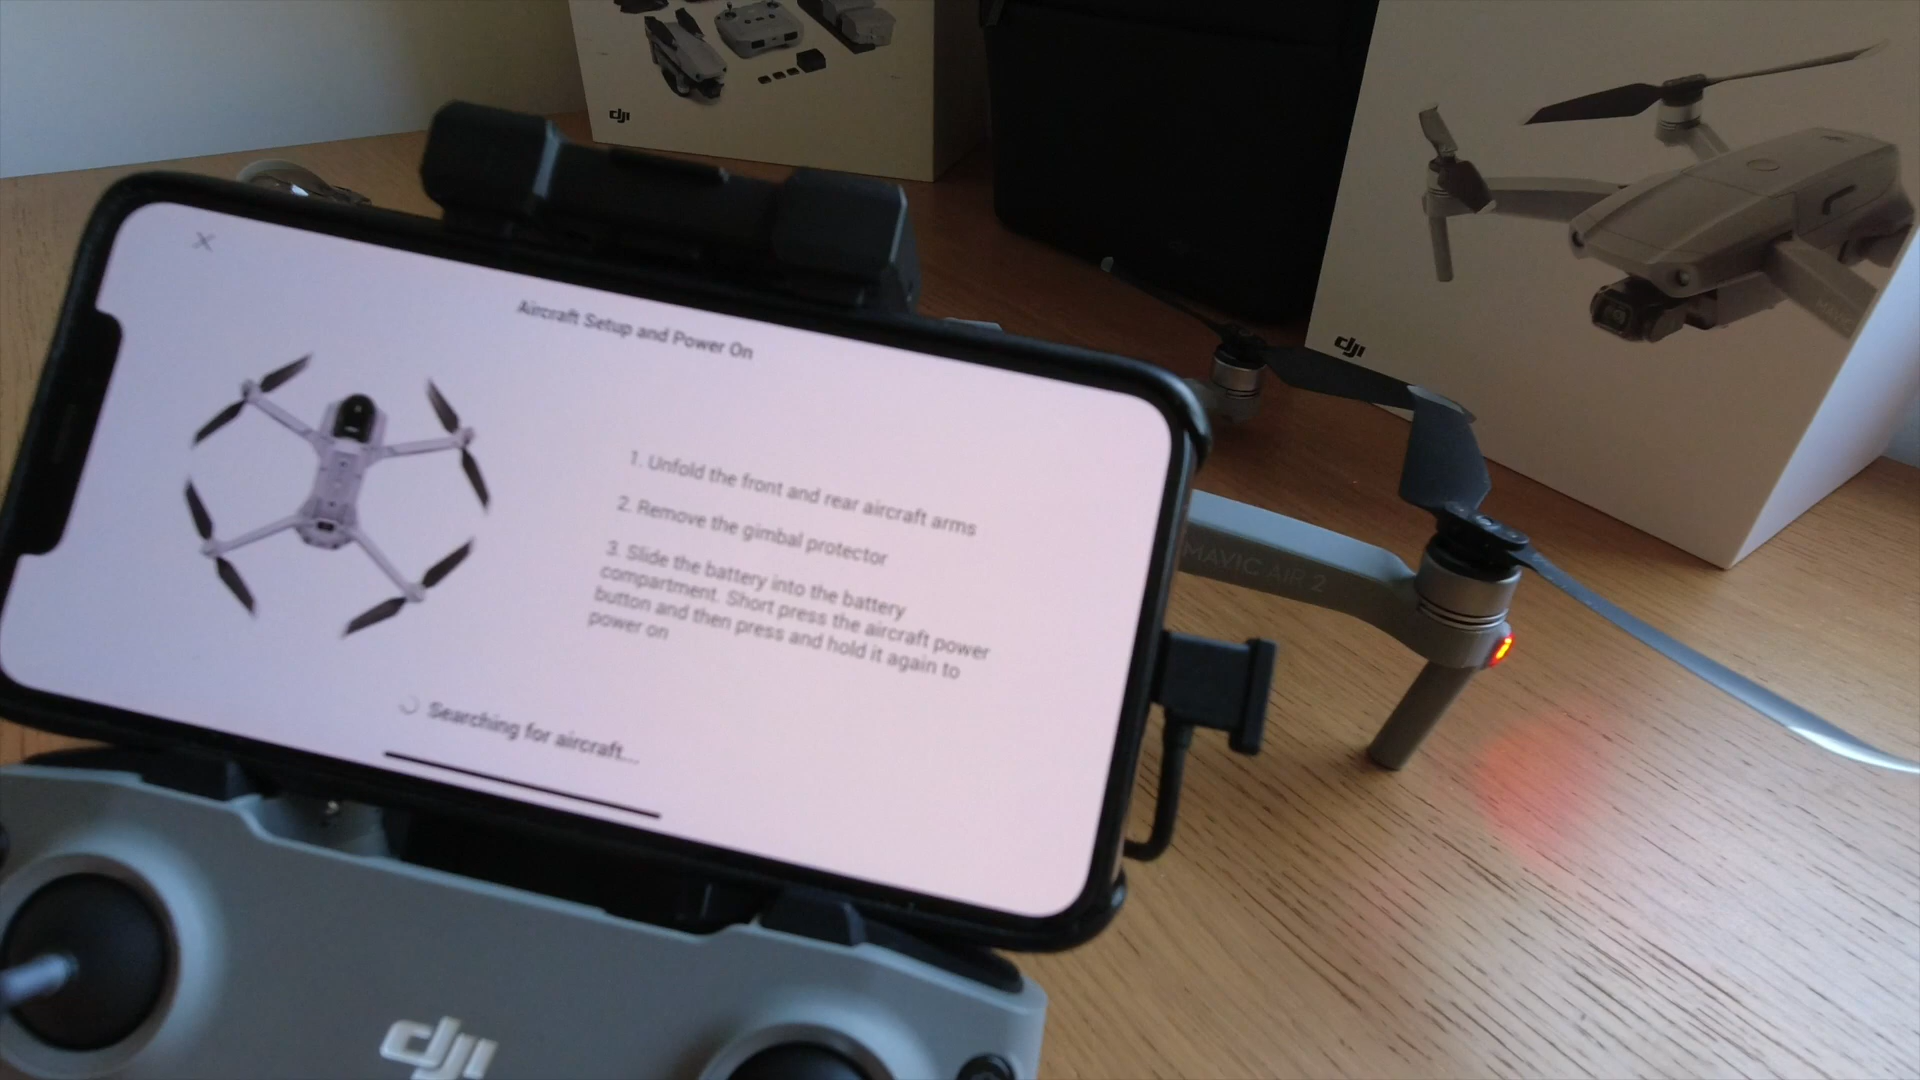 dji
dji
Aircraft Setup and Power On
1. Unfold the front and rear aircraft arms
2. Remove the gimbal protector
3. Slide the battery into the battery
compartment. Short press the aircraft power
button and then press and hold it again to
power on
Searching for aircraft...
MAVIC AIR 2
dji